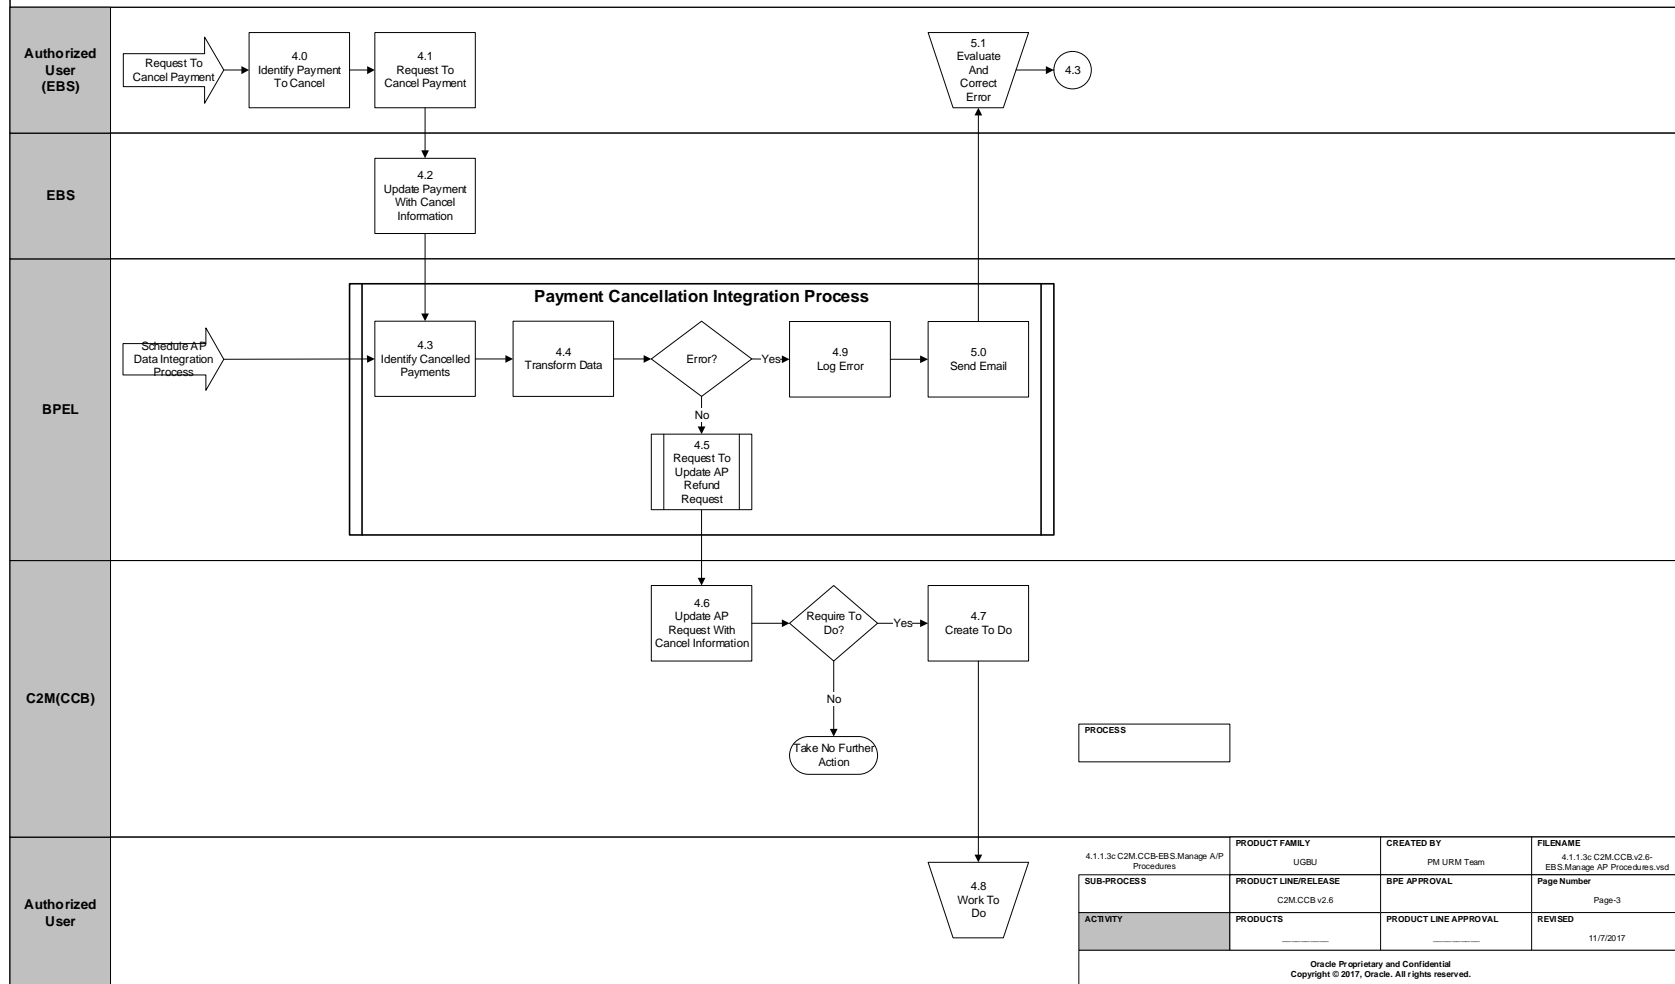 Authorized
User
(EBS)
Request To
Cancel Payment
4.0
Identify Payment
To Cancel
4.1
Request To
Cancel Payment
5.1
Evaluate
And
Correct
Error
4.3
EBS
4.2
Update Payment
With Cancel
Information
BPEL
Payment Cancellation Integration Process
Schedule AP
Data Integration
Process
4.3
Identify Cancelled
Payments
4.4
Transform Data
Error?
Yes
4.9
Log Error
5.0
Send Email
No
4.5
Request To
Update AP
Refund
Request
C2M(CCB)
4.6
Update AP
Request With
Cancel Information
Require To
Do?
Yes
4.7
Create To Do
No
Take No Further
Action
PROCESS
Authorized
User
4.8
Work To
Do
4.1.1.3c C2M.CCB-EBS.Manage A/P
Procedures
PRODUCT FAMILY
UGBU
CREATED BY
PM URM Team
FILENAME
4.1.1.3c C2M.CCB.v2.6-
EBS.Manage AP Procedures.vsd
SUB-PROCESS
PRODUCT LINE/RELEASE
C2M.CCB v2.6
BPE APPROVAL
Page Number
Page-3
ACTIVITY
PRODUCTS
PRODUCT LINE APPROVAL
REVISED
11/7/2017
Oracle Proprietary and Confidential
Copyright © 2017, Oracle. All rights reserved.